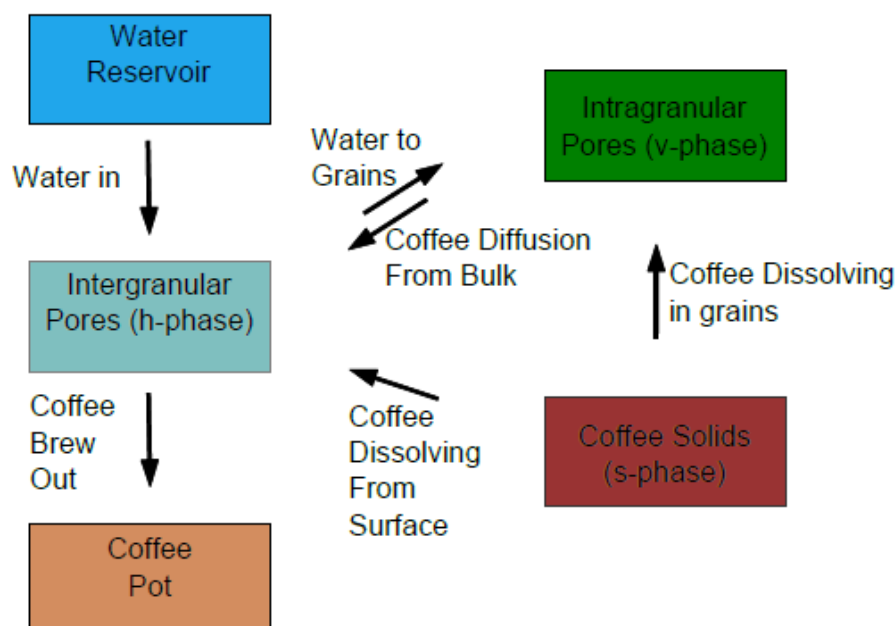 Water
Reservoir
Water in
Intergranular
Pores (h-phase)
Coffee
Brew
Out
Coffee
Pot
Water to
Grains
Coffee Diffusion
From Bulk
Coffee
Dissolving
From
Surface
Intragranular
Pores (v-phase)
Coffee Dissolving
in grains
Coffee Solids
(s-phase)